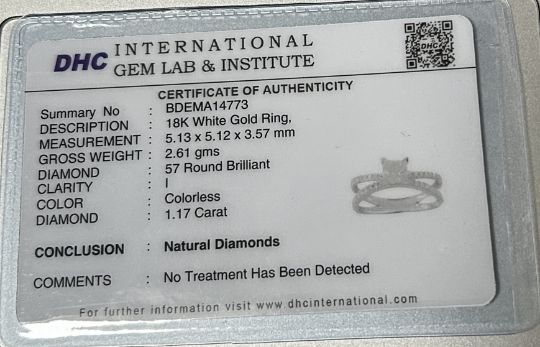 DHC INTERNATIONAL
GEM LAB & INSTITUTE
DHC
CERTIFICATE OF AUTHENTICITY
Summary No : BDEMA14773
DESCRIPTION : 18K White Gold Ring,
MEASUREMENT : 5.13 x 5.12 x 3.57 mm
GROSS WEIGHT : 2.61 gms
DIAMOND : 57 Round Brilliant
CLARITY : I
COLOR : Colorless
DIAMOND : 1.17 Carat
CONCLUSION : Natural Diamonds
COMMENTS : No Treatment Has Been Detected
For further information visit www.dhcinternational.com